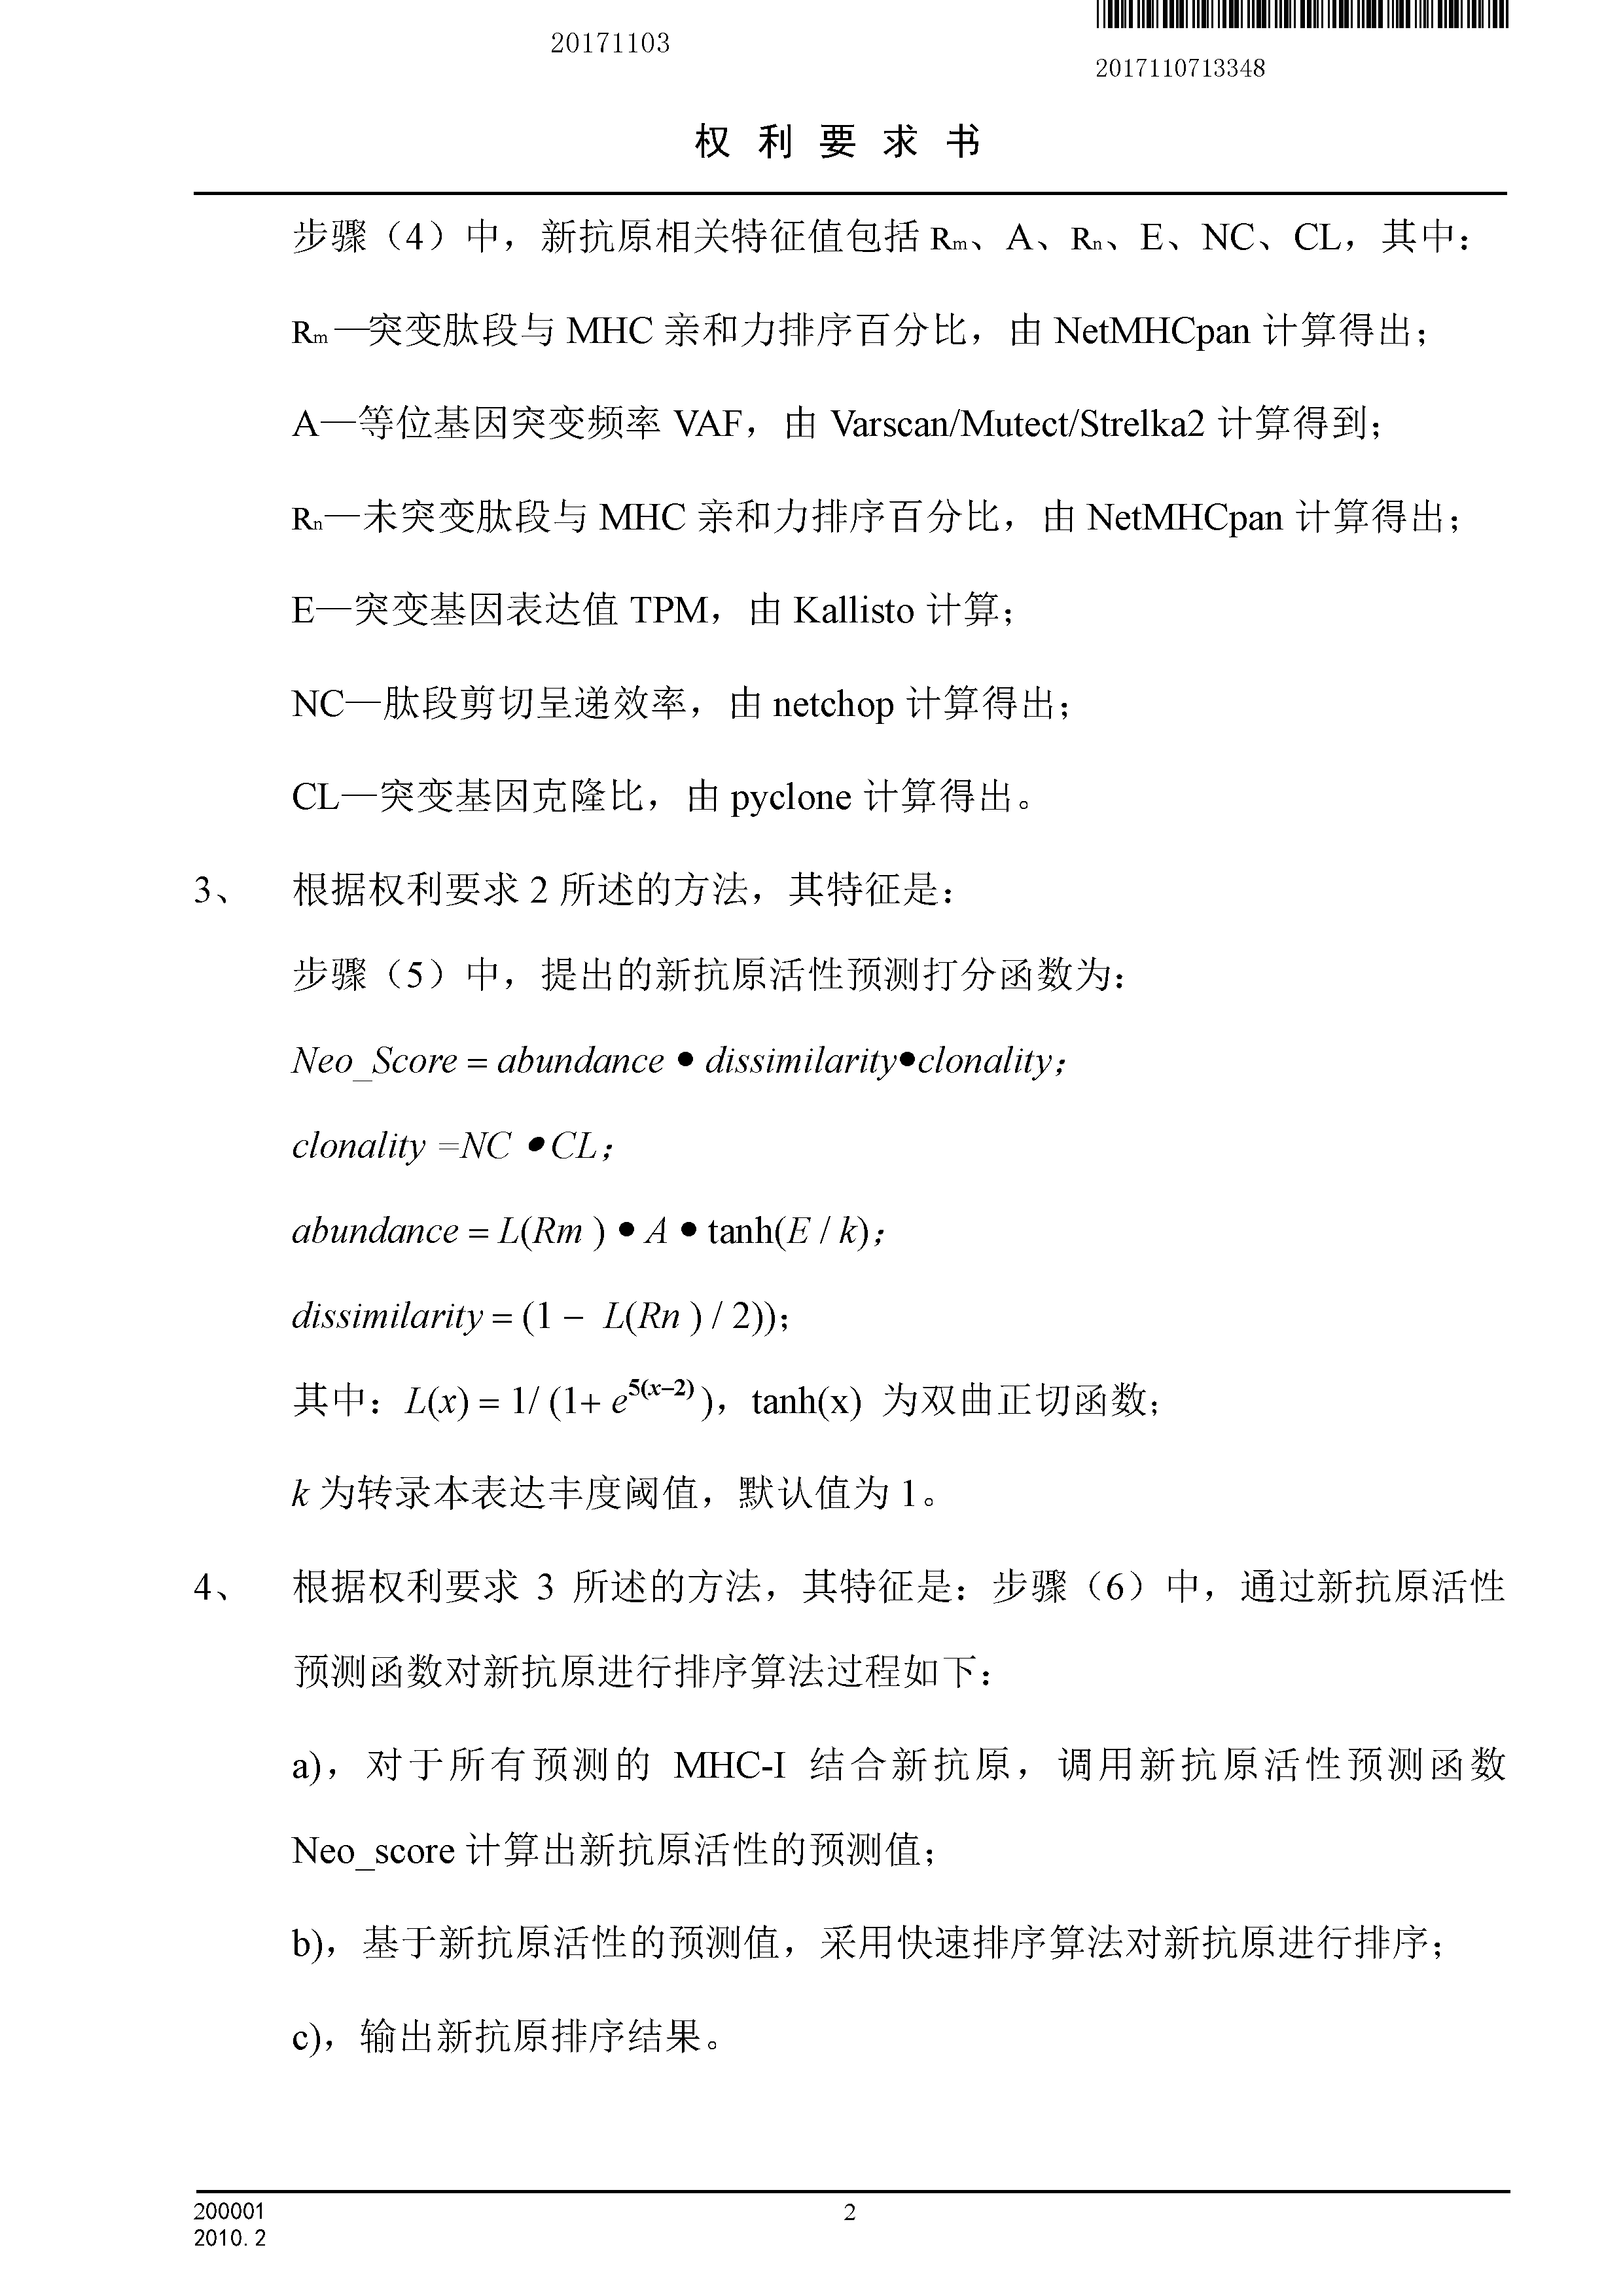 20171103
2017110713348
权利要求书
步骤（4）中，新抗原相关特征值包括 Rm、A、Rn、E、NC、CL，其中：
Rm —突变肽段与 MHC 亲和力排序百分比，由 NetMHCpan 计算得出；
A—等位基因突变频率 VAF，由 Varscan/Mutect/Strelka2 计算得到；
Rn—未突变肽段与 MHC 亲和力排序百分比，由 NetMHCpan 计算得出；
E—突变基因表达值 TPM，由 Kallisto 计算；
NC—肽段剪切呈递效率，由 netchop 计算得出；
CL—突变基因克隆比，由 pyclone 计算得出。
3、 根据权利要求 2 所述的方法，其特征是：
步骤（5）中，提出的新抗原活性预测打分函数为：
Neo_Score = abundance • dissimilarity•clonality；
clonality =NC •CL；
abundance = L(Rm ) • A • tanh(E / k)；
dissimilarity = (1 − L(Rn ) / 2))；
其中：L(x) = 1/ (1+ e^5(x−2) )，tanh(x) 为双曲正切函数；
k 为转录本表达丰度阈值，默认值为 1。
4、 根据权利要求 3 所述的方法，其特征是：步骤（6）中，通过新抗原活性
预测函数对新抗原进行排序算法过程如下：
a)，对于所有预测的 MHC-I 结合新抗原，调用新抗原活性预测函数
Neo_score 计算出新抗原活性的预测值；
b)，基于新抗原活性的预测值，采用快速排序算法对新抗原进行排序；
c)，输出新抗原排序结果。
200001
2
2010.2